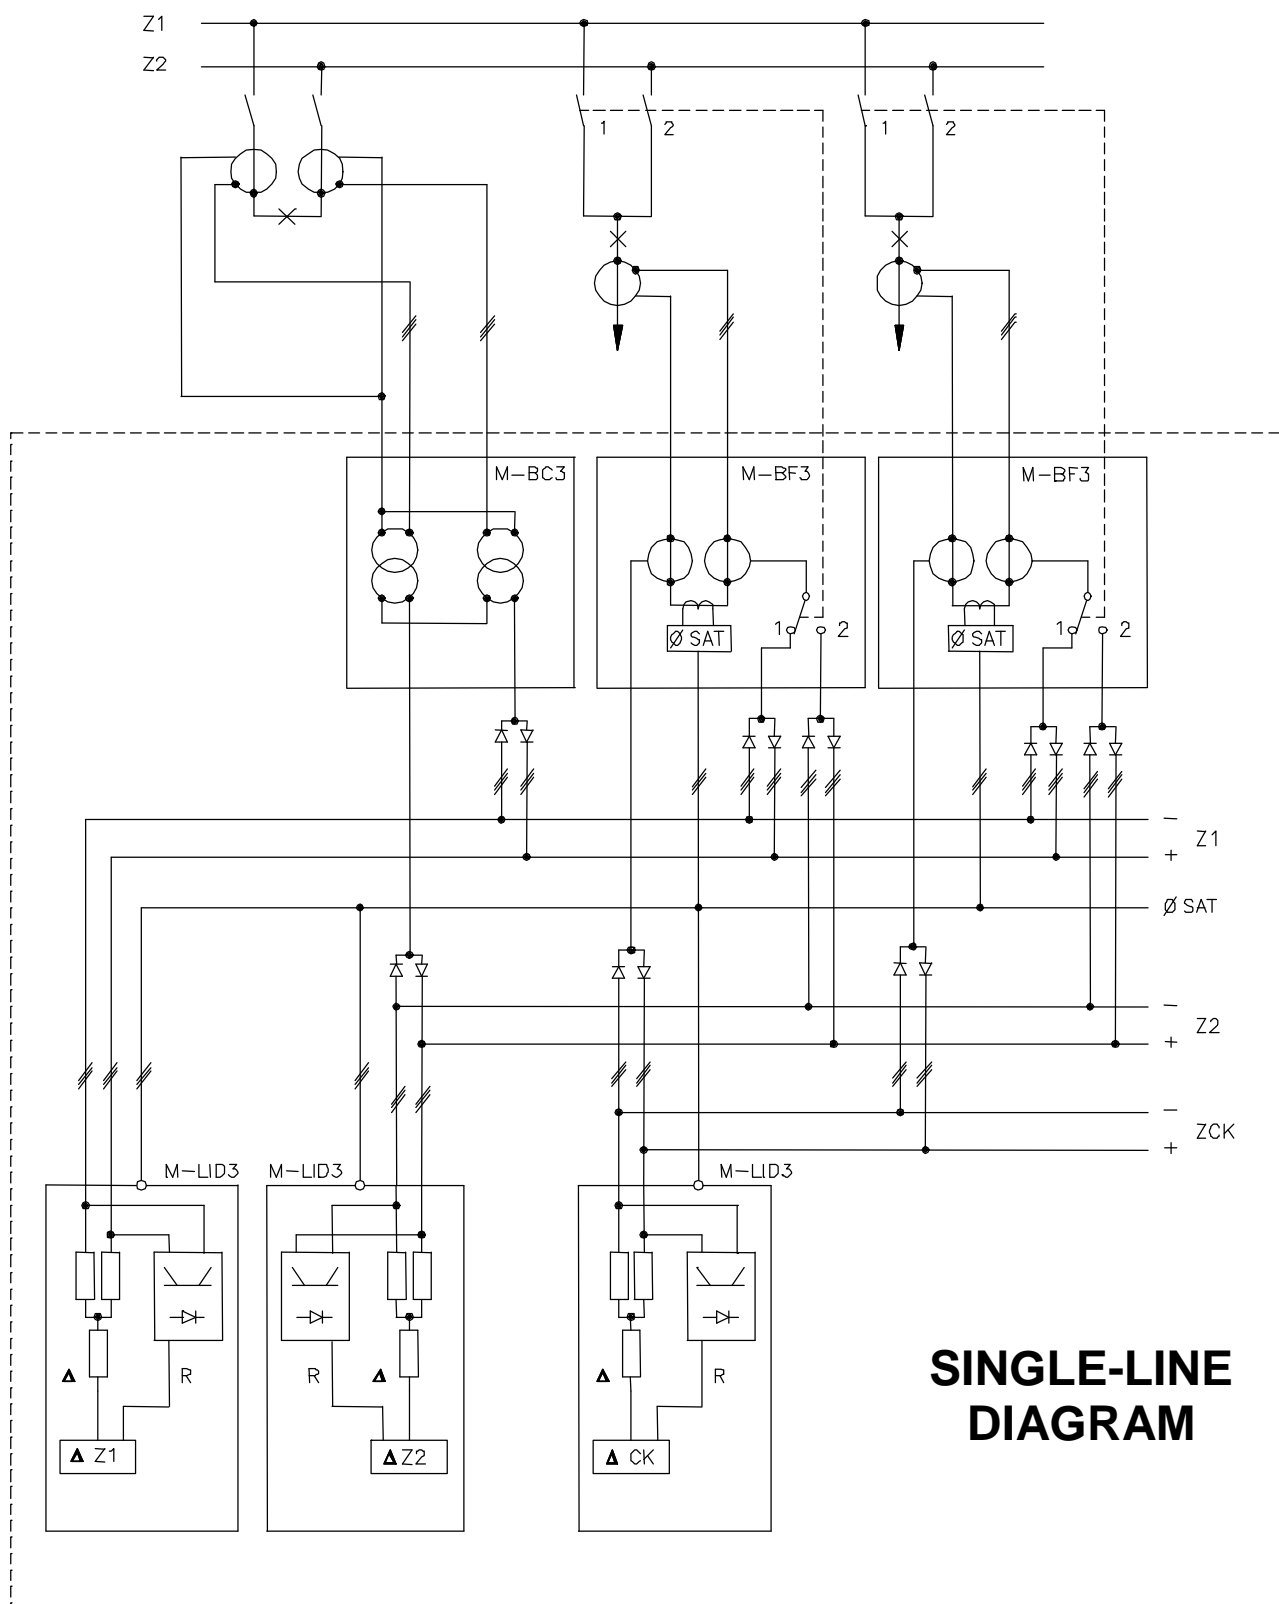 Z1
Z2
1 2 1 2
M-BC3 M-BF3 M-BF3
Ø SAT 1 2 Ø SAT 1 2
−
Z1
+
Ø SAT
−
Z2
+
−
ZCK
+
M-LID3 M-LID3 M-LID3
Δ R R Δ Δ R
Δ Z1 Δ Z2 Δ CK
SINGLE-LINE
DIAGRAM